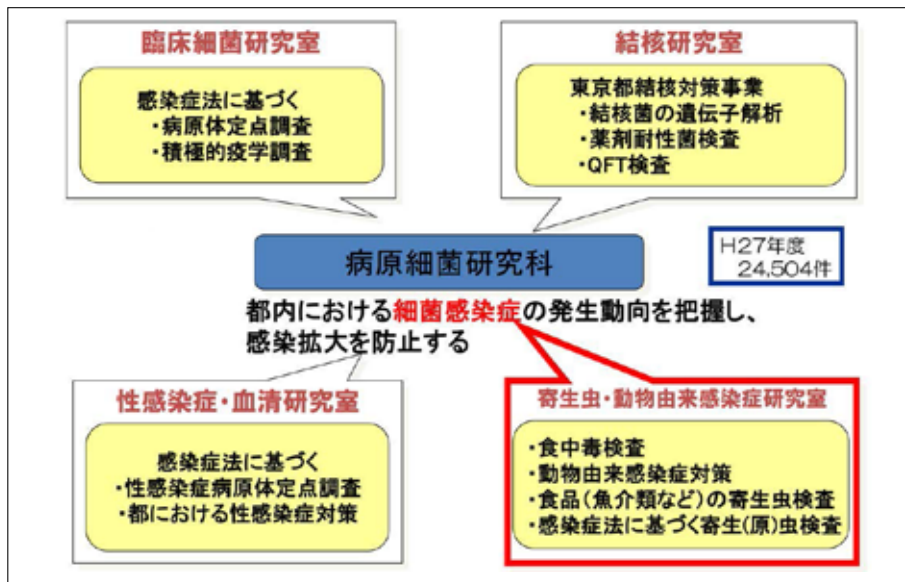 臨床細菌研究室
感染症法に基づく
・病原体定点調査
・積極的疫学調査
結核研究室
東京都結核対策事業
・結核菌の遺伝子解析
・薬剤耐性菌検査
・QFT検査
病原細菌研究科
H27年度
24,504件
都内における細菌感染症の発生動向を把握し、
感染拡大を防止する
性感染症・血清研究室
感染症法に基づく
・性感染症病原体定点調査
・都における性感染症対策
寄生虫・動物由来感染症研究室
・食中毒検査
・動物由来感染症対策
・食品(魚介類など)の寄生虫検査
・感染症法に基づく寄生(原)虫検査